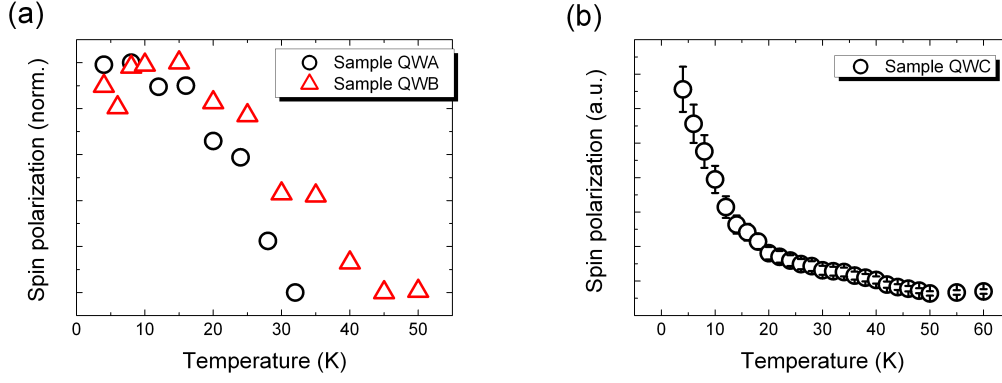 (a)
Sample QWA
Sample QWB
Spin polarization (norm.)
0 10 20 30 40 50
Temperature (K)
(b)
Sample QWC
Spin polarization (a.u.)
0 10 20 30 40 50 60
Temperature (K)